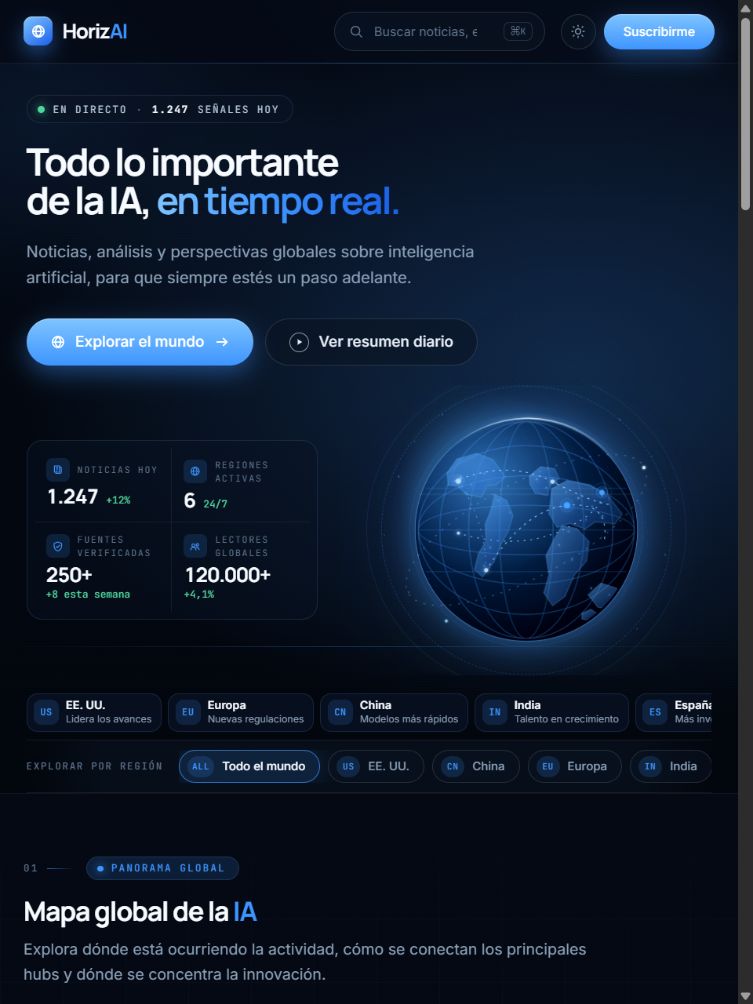 HorizAI
Buscar noticias, e
⌘K
Suscribirme
EN DIRECTO · 1.247 SEÑALES HOY
Todo lo importante
de la IA, en tiempo real.
Noticias, análisis y perspectivas globales sobre inteligencia
artificial, para que siempre estés un paso adelante.
Explorar el mundo →
Ver resumen diario
NOTICIAS HOY
1.247 +12%
REGIONES
ACTIVAS
6 24/7
FUENTES
VERIFICADAS
250+
+8 esta semana
LECTORES
GLOBALES
120.000+
+4,1%
US
EE. UU.
Lidera los avances
EU
Europa
Nuevas regulaciones
CN
China
Modelos más rápidos
IN
India
Talento en crecimiento
ES
España
Más inv
EXPLORAR POR REGIÓN
ALL Todo el mundo
US EE. UU.
CN China
EU Europa
IN India
01
PANORAMA GLOBAL
Mapa global de la IA
Explora dónde está ocurriendo la actividad, cómo se conectan los principales
hubs y dónde se concentra la innovación.